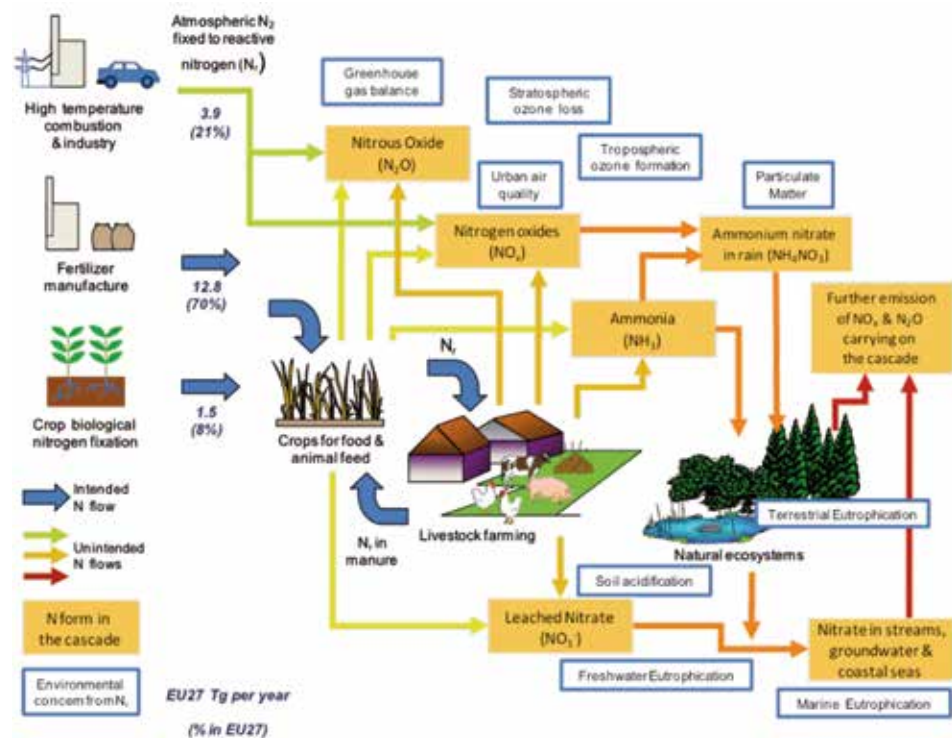 Atmospheric N₂
fixed to reactive
nitrogen (Nᵣ)
High temperature
combustion
& industry
3.9
(21%)
Greenhouse
gas balance
Stratospheric
ozone loss
Nitrous Oxide
(N₂O)
Tropospheric
ozone formation
Urban air
quality
Particulate
Matter
Nitrogen oxides
(NOₓ)
Ammonium nitrate
in rain (NH₄NO₃)
Fertilizer
manufacture
12.8
(70%)
Ammonia
(NH₃)
Further emission
of NOₓ & N₂O
carrying on
the cascade
Nᵣ
Crop biological
nitrogen fixation
1.5
(8%)
Crops for food &
animal feed
Livestock farming
Nᵣ in
manure
Terrestrial Eutrophication
Natural ecosystems
Intended
N flow
Unintended
N flows
Soil acidification
Leached Nitrate
(NO₃⁻)
Nitrate in streams,
groundwater &
coastal seas
N form in
the cascade
Freshwater Eutrophication
Marine Eutrophication
Environmental
concern from Nᵣ
EU27 Tg per year
(% in EU27)